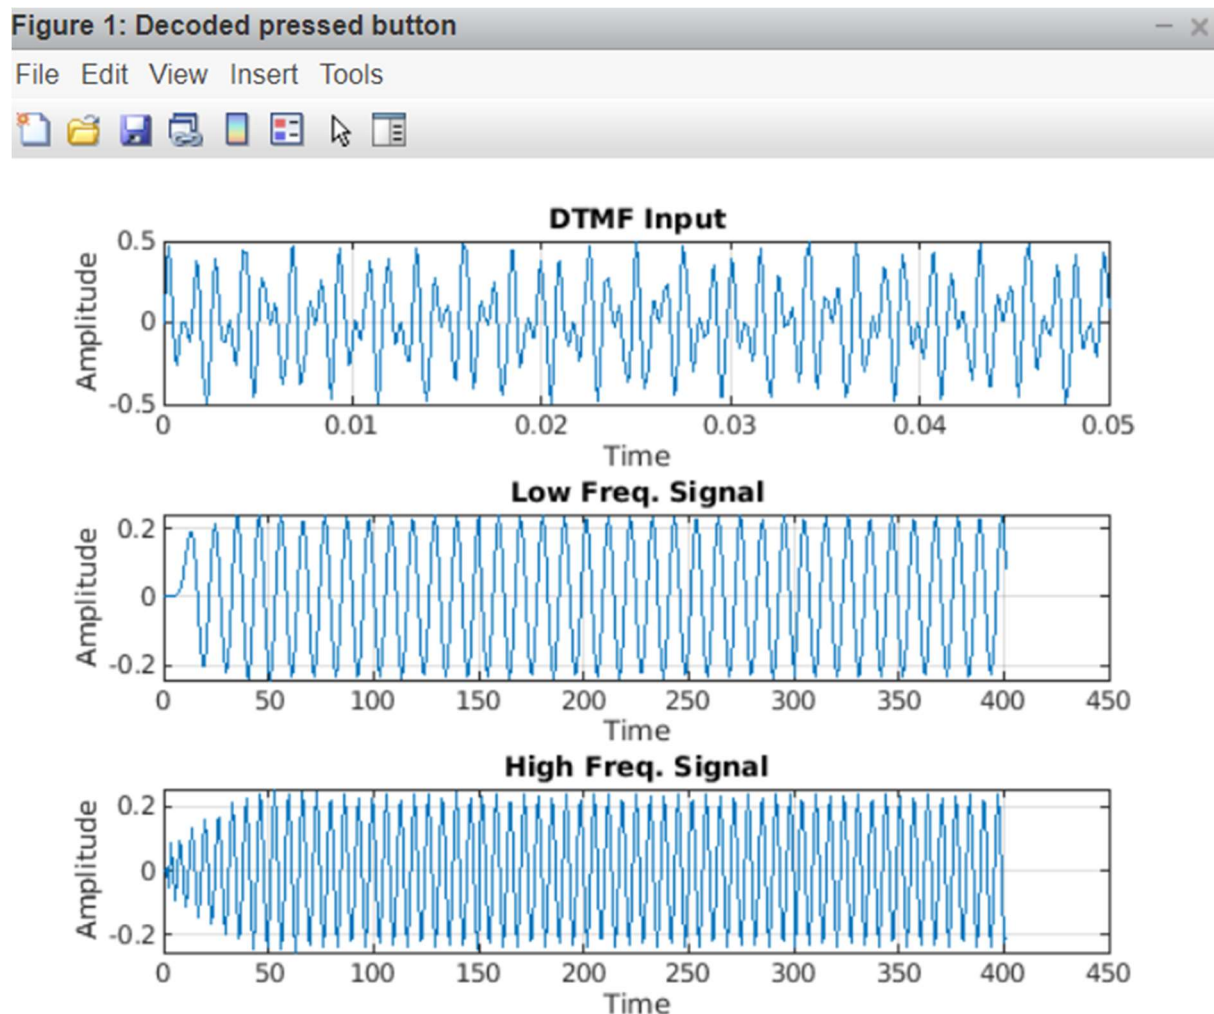 Figure 1: Decoded pressed button
File Edit View Insert Tools
DTMF Input
0.5
0
-0.5
Amplitude
0 0.01 0.02 0.03 0.04 0.05
Time
Low Freq. Signal
0.2
0
-0.2
Amplitude
0 50 100 150 200 250 300 350 400 450
Time
High Freq. Signal
0.2
0
-0.2
Amplitude
0 50 100 150 200 250 300 350 400 450
Time